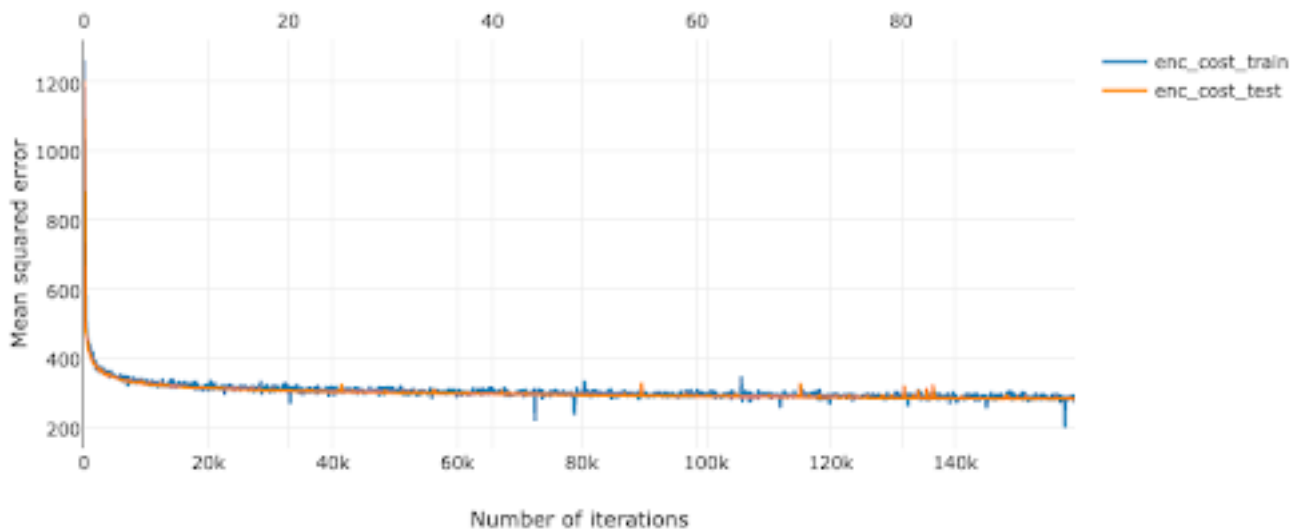 0 20 40 60 80
enc_cost_train
enc_cost_test
Mean squared error
1200
1000
800
600
400
200
0 20k 40k 60k 80k 100k 120k 140k
Number of iterations